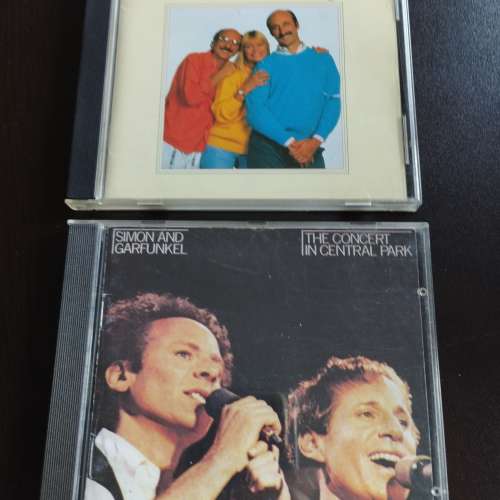 SIMON AND
GARFUNKEL
THE CONCERT
IN CENTRAL PARK